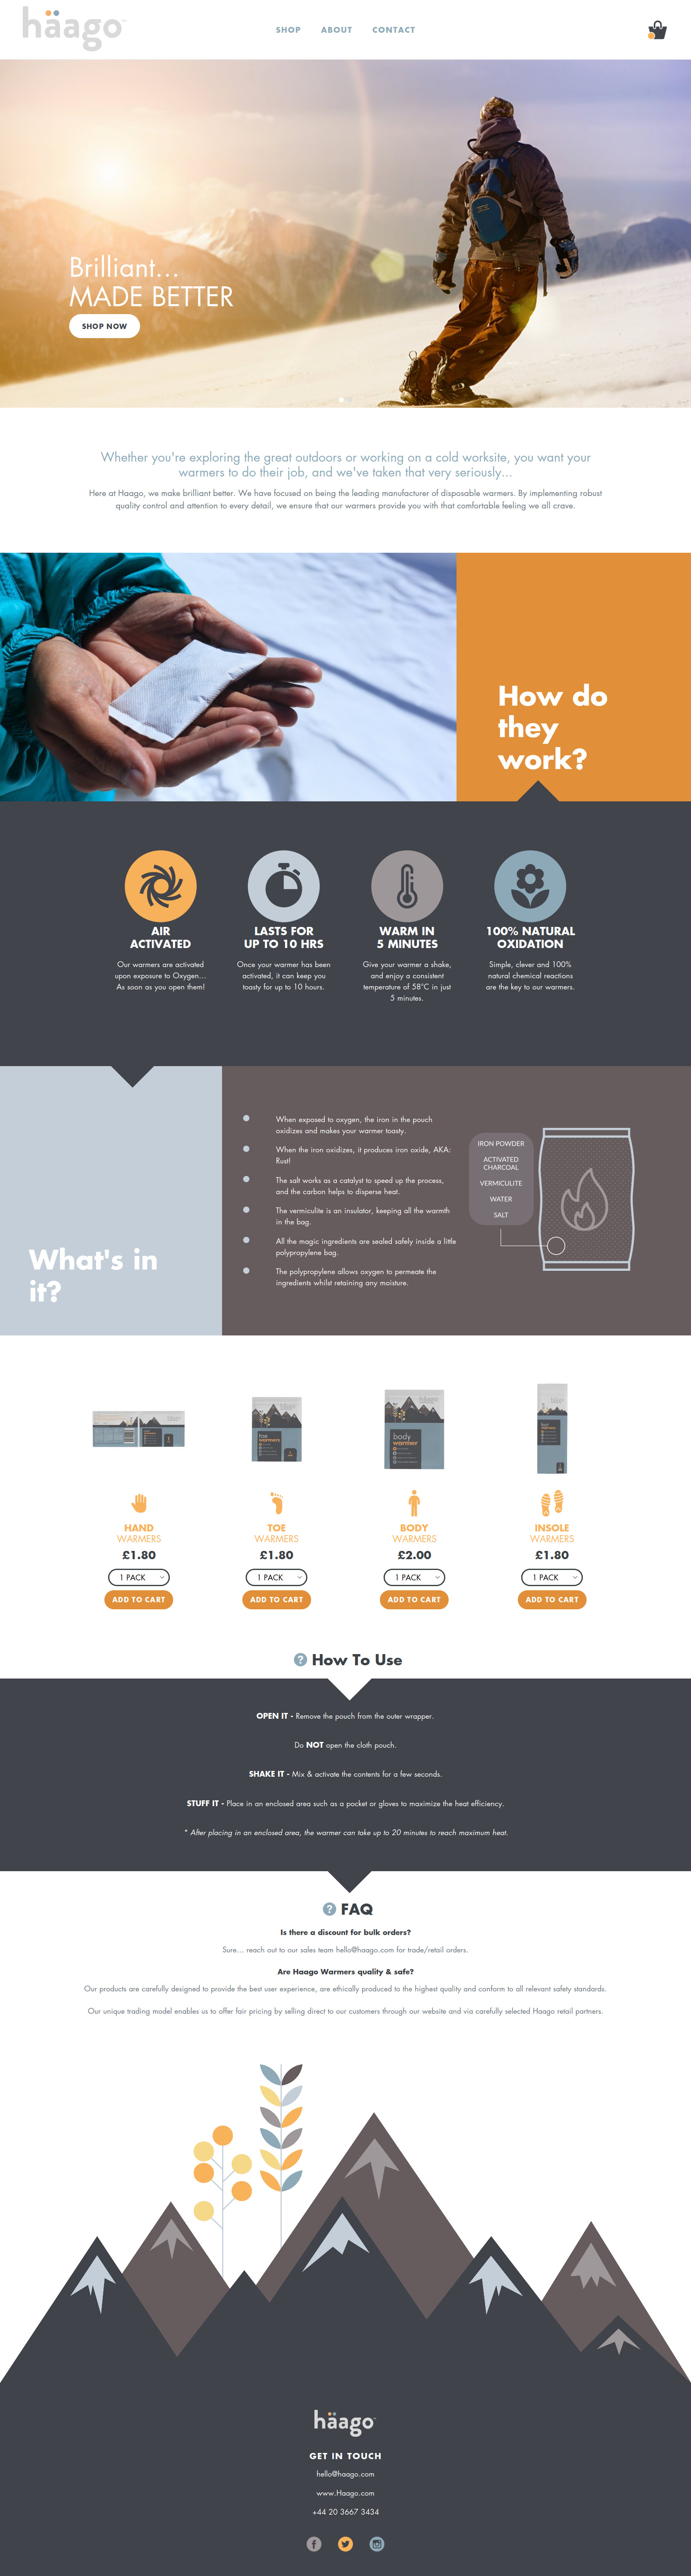 häago
SHOP
ABOUT
CONTACT
Brilliant...
MADE BETTER
SHOP NOW
Whether you're exploring the great outdoors or working on a cold worksite, you want your
warmers to do their job, and we've taken that very seriously...
Here at Haago, we make brilliant better. We have focused on being the leading manufacturer of disposable warmers. By implementing robust
quality control and attention to every detail, we ensure that our warmers provide you with that comfortable feeling we all crave.
How do
they
work?
AIR
ACTIVATED
Our warmers are activated
upon exposure to Oxygen...
As soon as you open them!
LASTS FOR
UP TO 10 HRS
Once your warmer has been
activated, it can keep you
toasty for up to 10 hours.
WARM IN
5 MINUTES
Give your warmer a shake,
and enjoy a consistent
temperature of 58°C in just
5 minutes.
100% NATURAL
OXIDATION
Simple, clever and 100%
natural chemical reactions
are the key to our warmers.
What's in
it?
When exposed to oxygen, the iron in the pouch
oxidizes and makes your warmer toasty.
When the iron oxidizes, it produces iron oxide, AKA:
Rust!
The salt works as a catalyst to speed up the process,
and the carbon helps to disperse heat.
The vermiculite is an insulator, keeping all the warmth
in the bag.
All the magic ingredients are sealed safely inside a little
polypropylene bag.
The polypropylene allows oxygen to permeate the
ingredients whilst retaining any moisture.
IRON POWDER
ACTIVATED
CHARCOAL
VERMICULITE
WATER
SALT
toe
warmers
body
warmer
HAND
WARMERS
£1.80
1 PACK
ADD TO CART
TOE
WARMERS
£1.80
1 PACK
ADD TO CART
BODY
WARMERS
£2.00
1 PACK
ADD TO CART
INSOLE
WARMERS
£1.80
1 PACK
ADD TO CART
? How To Use
OPEN IT - Remove the pouch from the outer wrapper.
Do NOT open the cloth pouch.
SHAKE IT - Mix & activate the contents for a few seconds.
STUFF IT - Place in an enclosed area such as a pocket or gloves to maximize the heat efficiency.
* After placing in an enclosed area, the warmer can take up to 20 minutes to reach maximum heat.
? FAQ
Is there a discount for bulk orders?
Sure... reach out to our sales team hello@haago.com for trade/retail orders.
Are Haago Warmers quality & safe?
Our products are carefully designed to provide the best user experience, are ethically produced to the highest quality and conform to all relevant safety standards.
Our unique trading model enables us to offer fair pricing by selling direct to our customers through our website and via carefully selected Haago retail partners.
häago
GET IN TOUCH
hello@haago.com
www.Haago.com
+44 20 3667 3434